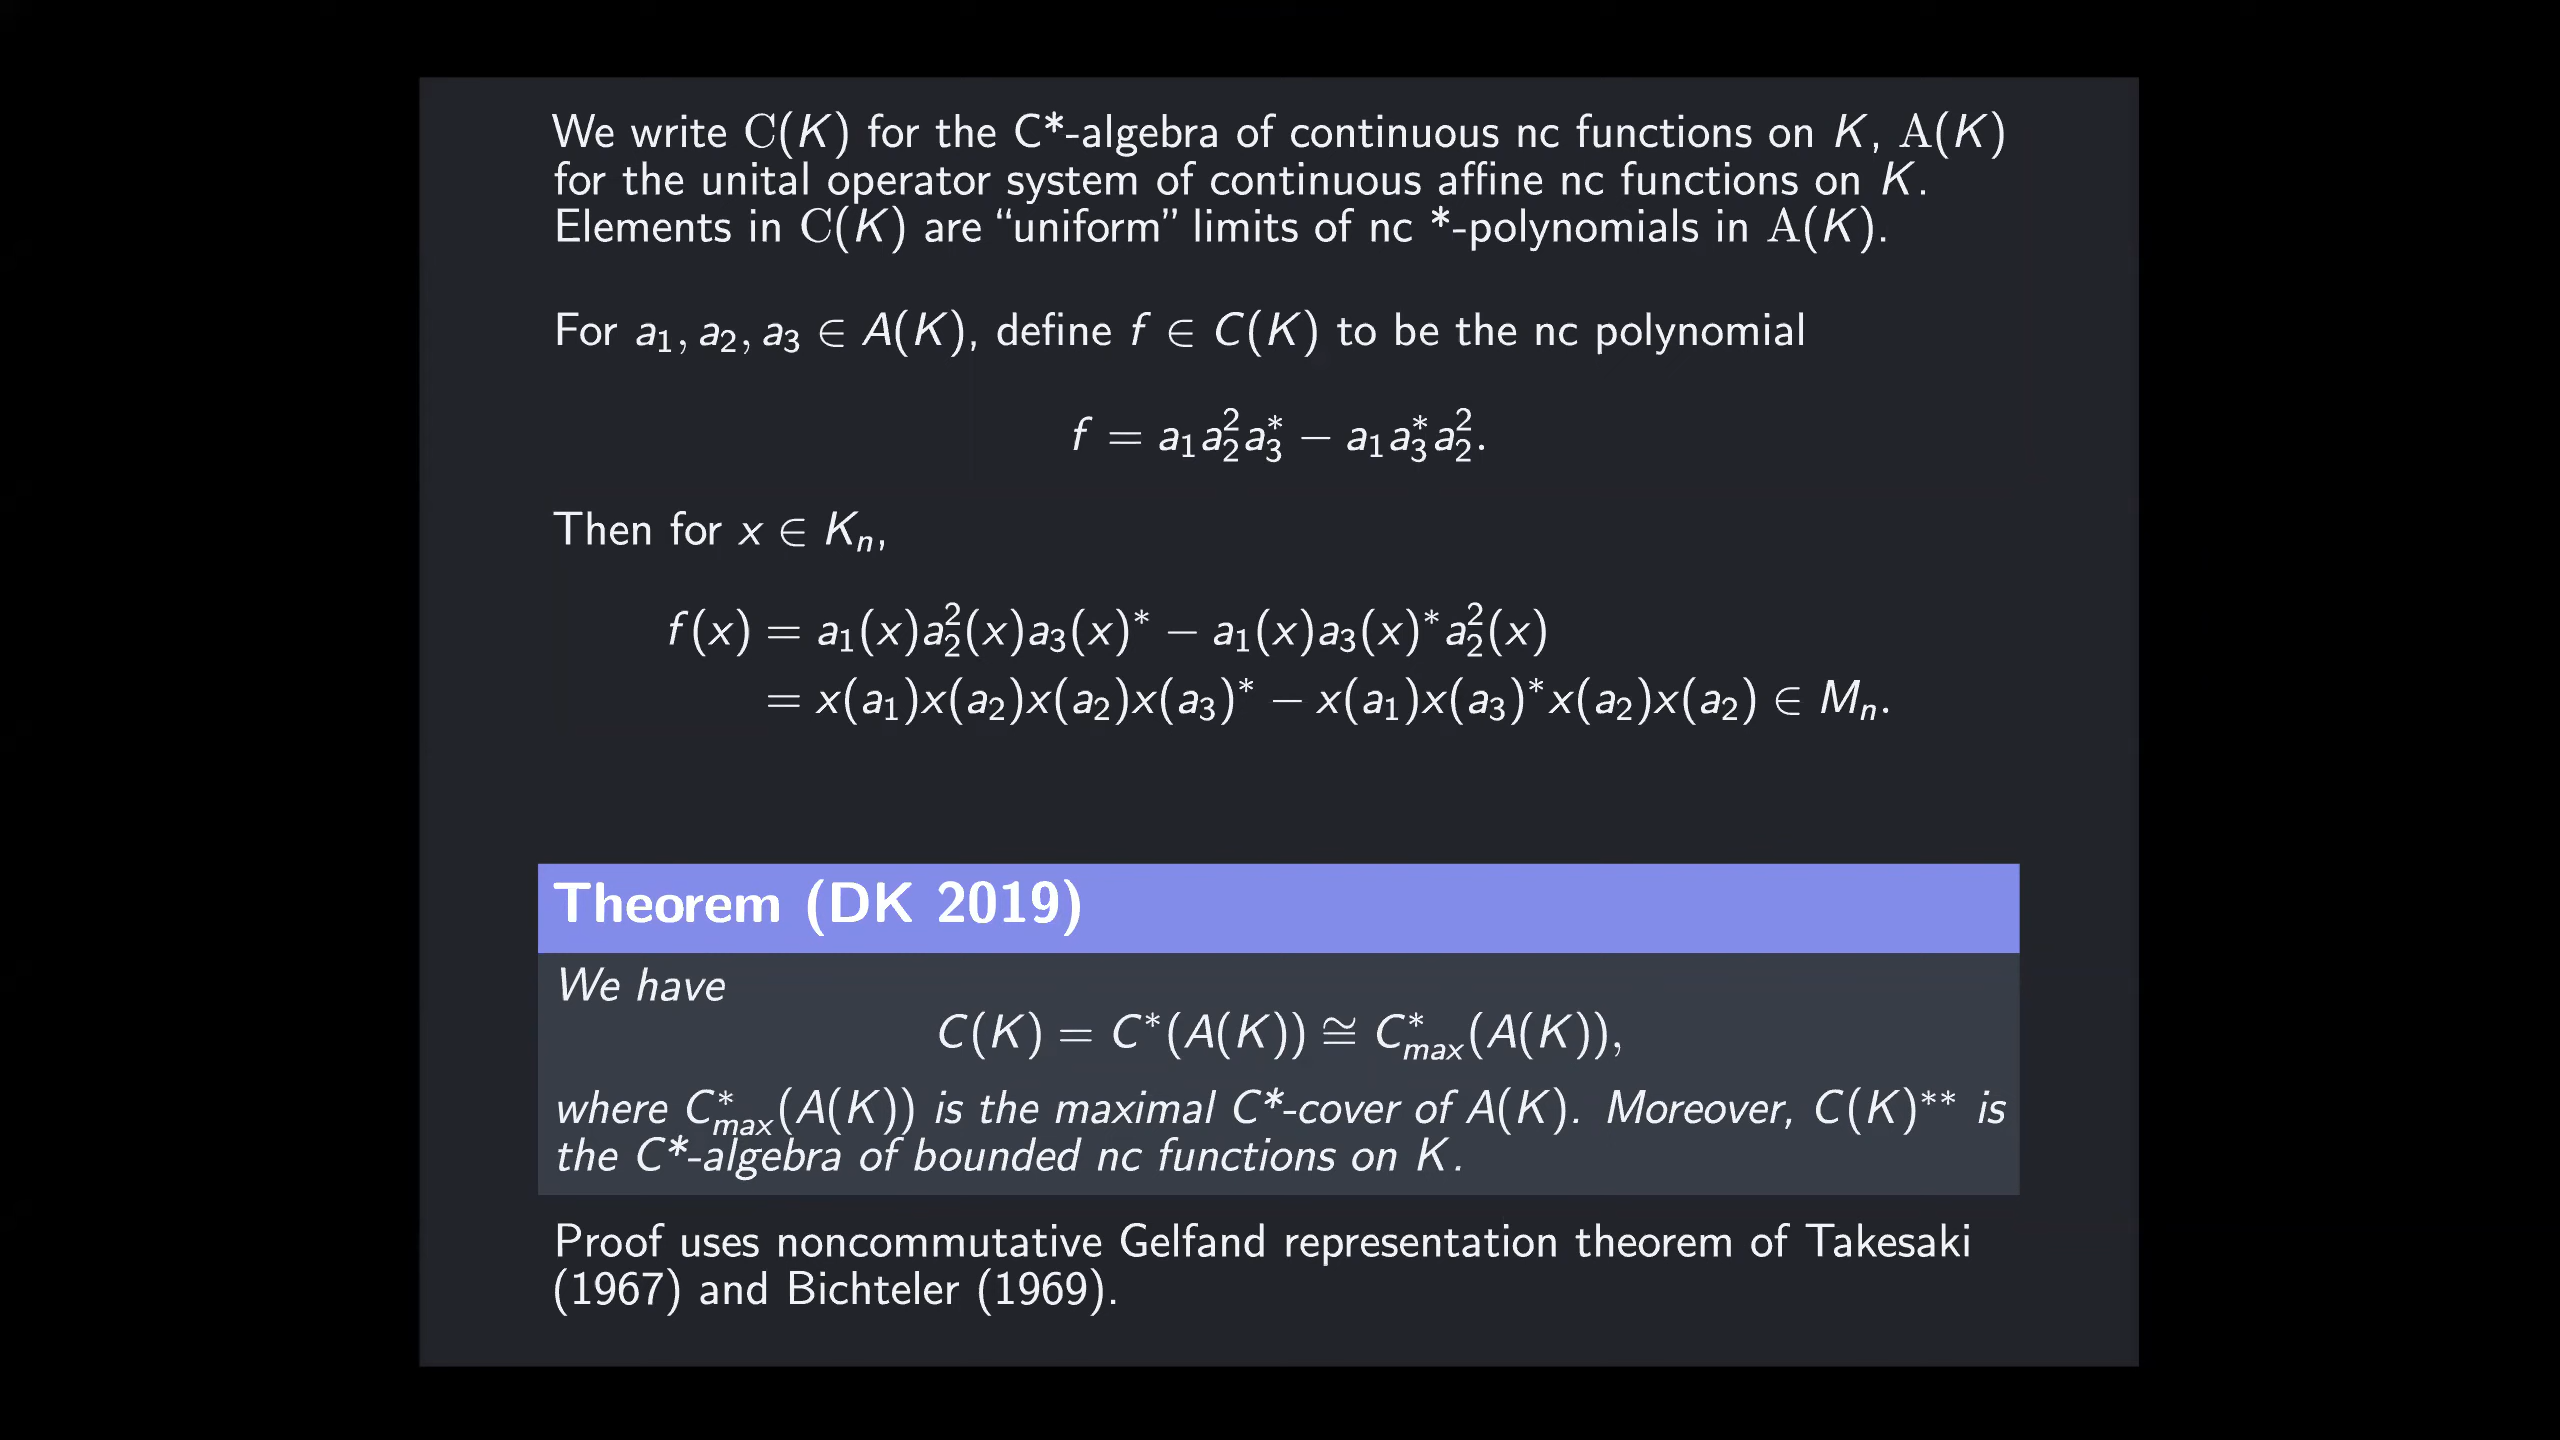 We write C(K) for the C*-algebra of continuous nc functions on K, A(K)
for the unital operator system of continuous affine nc functions on K.
Elements in C(K) are “uniform” limits of nc *-polynomials in A(K).
For a₁, a₂, a₃ ∈ A(K), define f ∈ C(K) to be the nc polynomial
f = a₁a₂²a₃* − a₁a₃*a₂².
Then for x ∈ Kₙ,
f(x) = a₁(x)a₂²(x)a₃(x)* − a₁(x)a₃(x)*a₂²(x)
= x(a₁)x(a₂)x(a₂)x(a₃)* − x(a₁)x(a₃)*x(a₂)x(a₂) ∈ Mₙ.
Theorem (DK 2019)
We have
C(K) = C*(A(K)) ≅ C*ₘₐₓ(A(K)),
where C*ₘₐₓ(A(K)) is the maximal C*-cover of A(K). Moreover, C(K)** is
the C*-algebra of bounded nc functions on K.
Proof uses noncommutative Gelfand representation theorem of Takesaki
(1967) and Bichteler (1969).